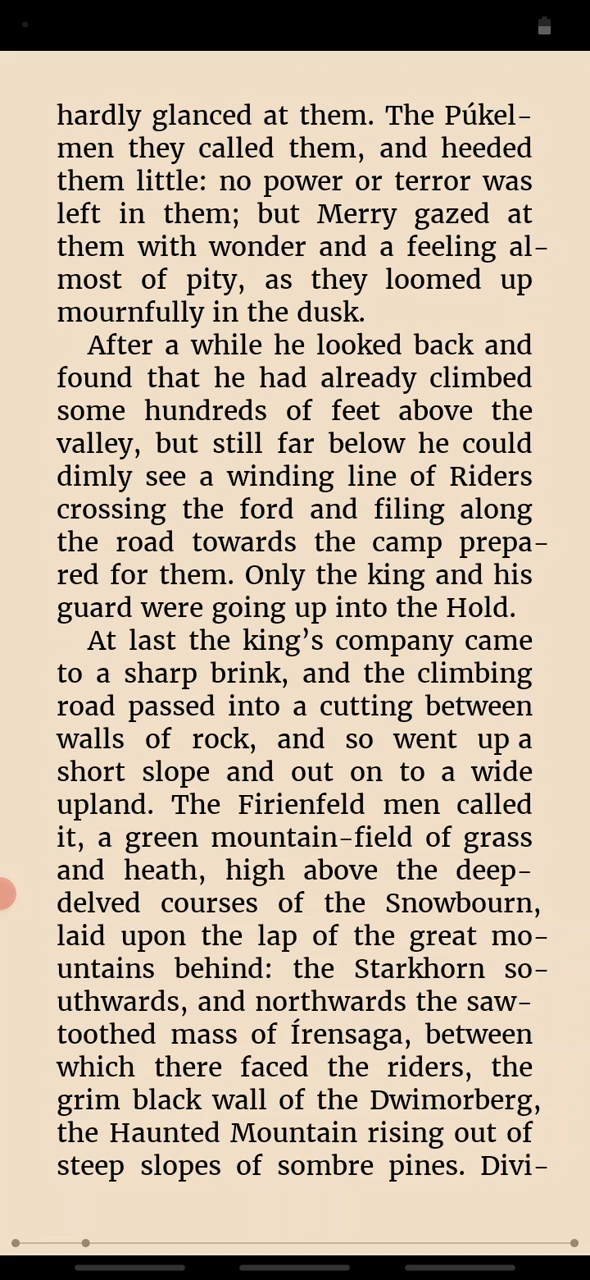 hardly glanced at them. The Púkel-
men they called them, and heeded
them little: no power or terror was
left in them; but Merry gazed at
them with wonder and a feeling al-
most of pity, as they loomed up
mournfully in the dusk.
After a while he looked back and
found that he had already climbed
some hundreds of feet above the
valley, but still far below he could
dimly see a winding line of Riders
crossing the ford and filing along
the road towards the camp prepa-
red for them. Only the king and his
guard were going up into the Hold.
At last the king’s company came
to a sharp brink, and the climbing
road passed into a cutting between
walls of rock, and so went up a
short slope and out on to a wide
upland. The Firienfeld men called
it, a green mountain-field of grass
and heath, high above the deep-
delved courses of the Snowbourn,
laid upon the lap of the great mo-
untains behind: the Starkhorn so-
uthwards, and northwards the saw-
toothed mass of Írensaga, between
which there faced the riders, the
grim black wall of the Dwimorberg,
the Haunted Mountain rising out of
steep slopes of sombre pines. Divi-